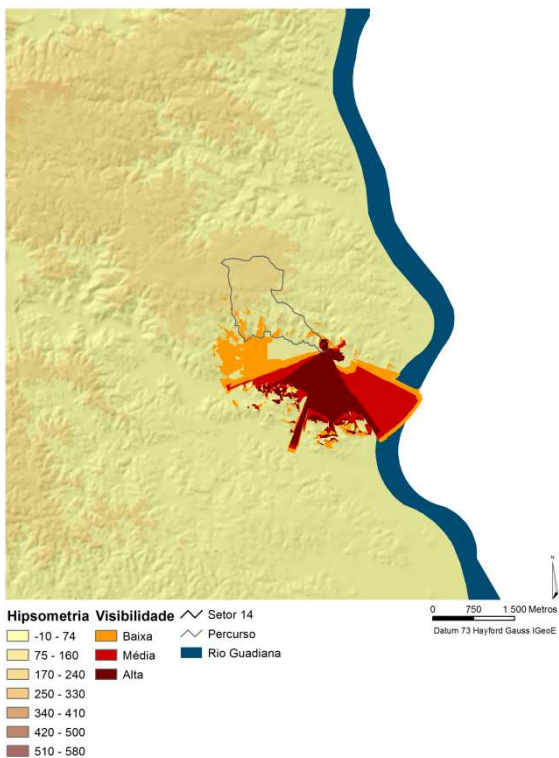 N
Hipsometria Visibilidade Setor 14
-10 - 74 Baixa Percurso
75 - 160 Média Rio Guadiana
170 - 240 Alta
250 - 330
340 - 410
420 - 500
510 - 580
0 750 1 500 Metros
Datum 73 Hayford Gauss IGeoE